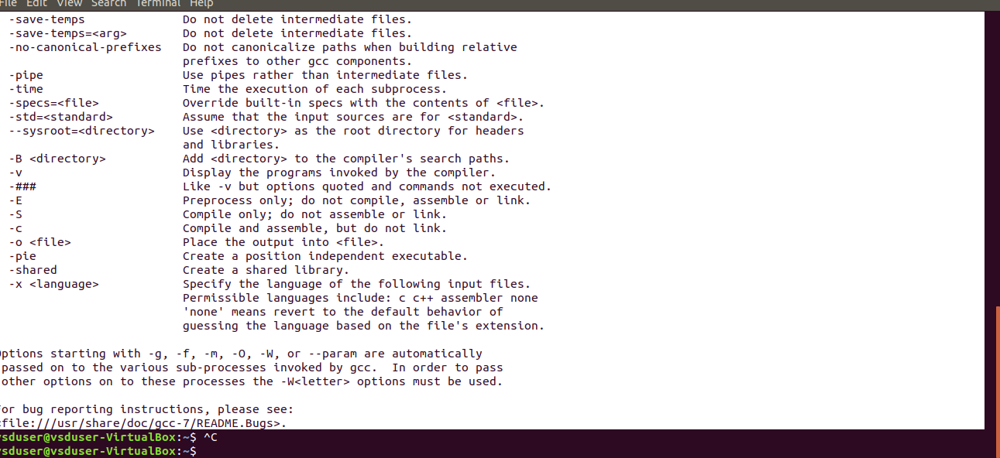 File Edit View Search Terminal Help
-save-temps Do not delete intermediate files.
-save-temps=<arg> Do not delete intermediate files.
-no-canonical-prefixes Do not canonicalize paths when building relative
prefixes to other gcc components.
-pipe Use pipes rather than intermediate files.
-time Time the execution of each subprocess.
-specs=<file> Override built-in specs with the contents of <file>.
-std=<standard> Assume that the input sources are for <standard>.
--sysroot=<directory> Use <directory> as the root directory for headers
and libraries.
-B <directory> Add <directory> to the compiler's search paths.
-v Display the programs invoked by the compiler.
-### Like -v but options quoted and commands not executed.
-E Preprocess only; do not compile, assemble or link.
-S Compile only; do not assemble or link.
-c Compile and assemble, but do not link.
-o <file> Place the output into <file>.
-pie Create a position independent executable.
-shared Create a shared library.
-x <language> Specify the language of the following input files.
Permissible languages include: c c++ assembler none
'none' means revert to the default behavior of
guessing the language based on the file's extension.
Options starting with -g, -f, -m, -O, -W, or --param are automatically
passed on to the various sub-processes invoked by gcc. In order to pass
other options on to these processes the -W<letter> options must be used.
For bug reporting instructions, please see:
<file:///usr/share/doc/gcc-7/README.Bugs>.
vsduser@vsduser-VirtualBox:~$ ^C
vsduser@vsduser-VirtualBox:~$